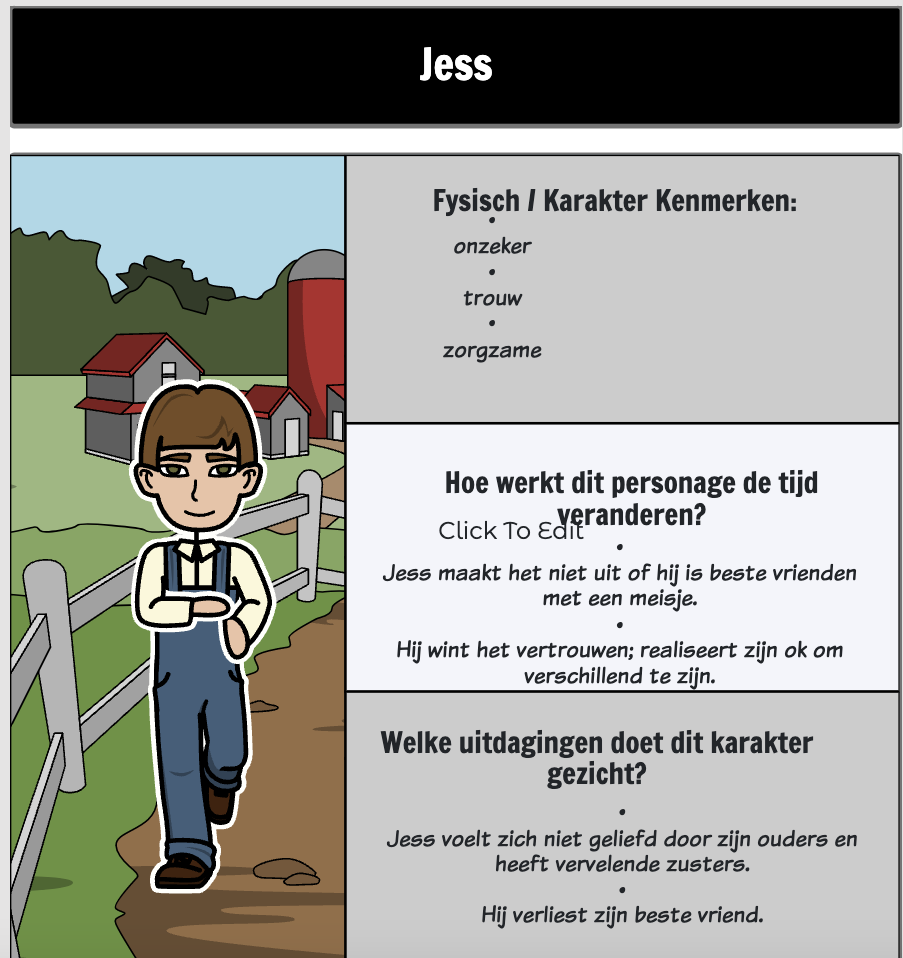 Jess
Fysisch / Karakter Kenmerken:
•
onzeker
•
trouw
•
zorgzame
Hoe werkt dit personage de tijd
veranderen?
Click To Edit
•
Jess maakt het niet uit of hij is beste vrienden
met een meisje.
•
Hij wint het vertrouwen; realiseert zijn ok om
verschillend te zijn.
Welke uitdagingen doet dit karakter
gezicht?
•
Jess voelt zich niet geliefd door zijn ouders en
heeft vervelende zusters.
•
Hij verliest zijn beste vriend.